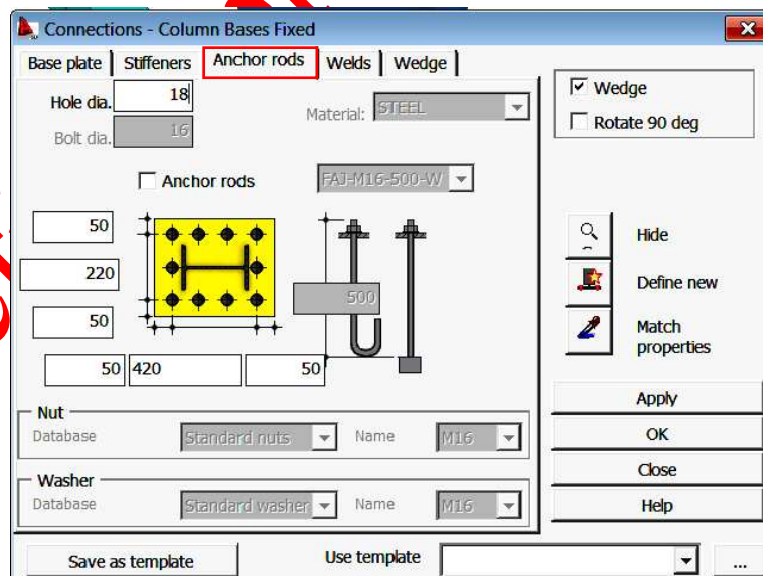 Connections - Column Bases Fixed
Base plate Stiffeners Anchor rods Welds Wedge
Hole dia. 18
Material: STEEL
Bolt dia. 16
Anchor rods FAJ-M16-500-W
50
220
500
50
50 420 50
Nut
Database Standard nuts Name M16
Washer
Database Standard washer Name M16
Save as template Use template ...
Wedge
Rotate 90 deg
Hide
Define new
Match
properties
Apply
OK
Close
Help